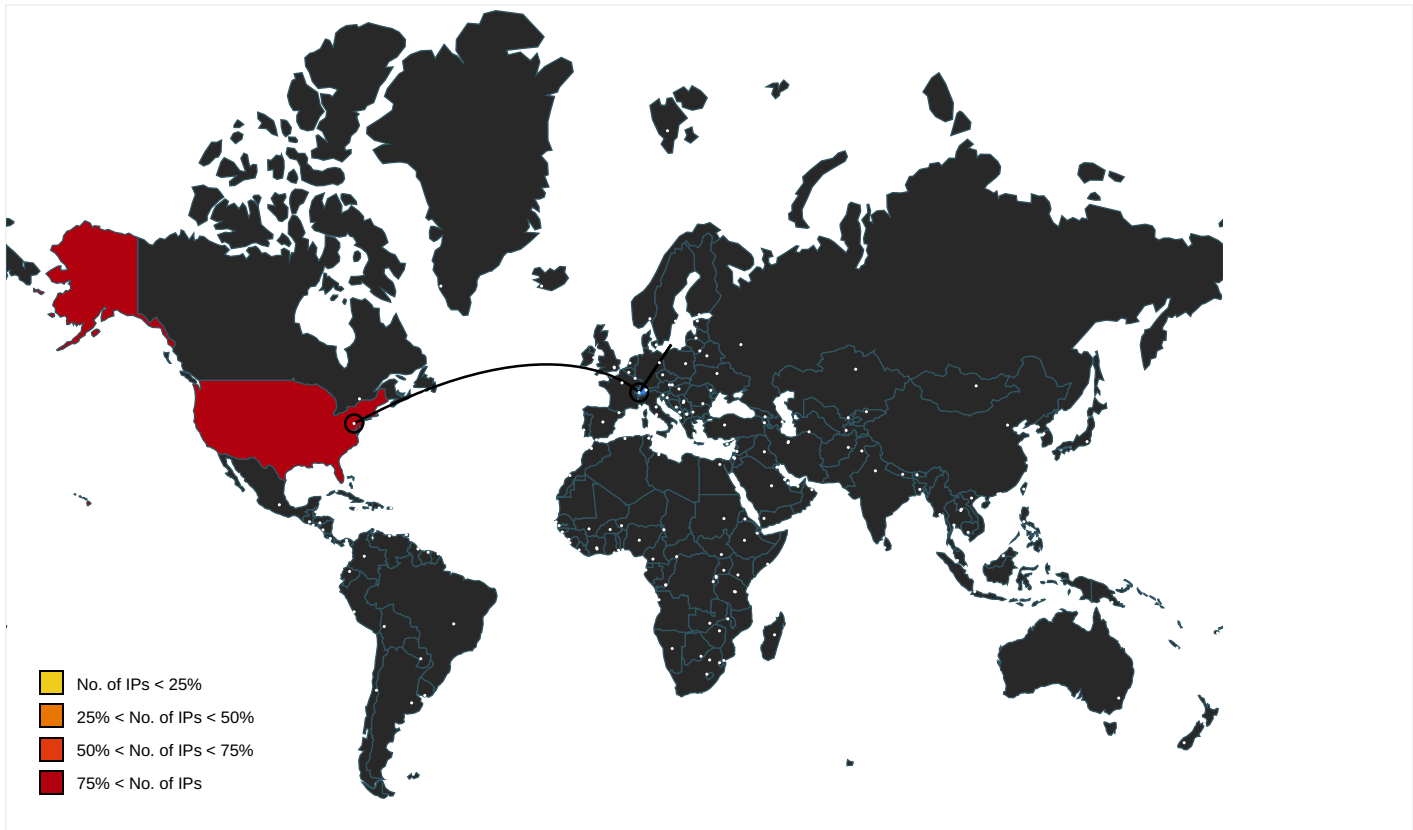 No. of IPs < 25%
25% < No. of IPs < 50%
50% < No. of IPs < 75%
75% < No. of IPs